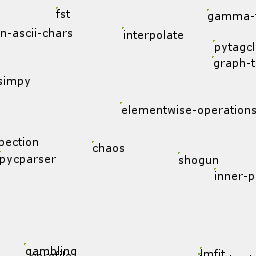 fst
gamma-
n-ascii-chars
interpolate
pytagcl
graph-t
simpy
elementwise-operations
pection
chaos
pycparser
shogun
inner-p
gambling
lmfit